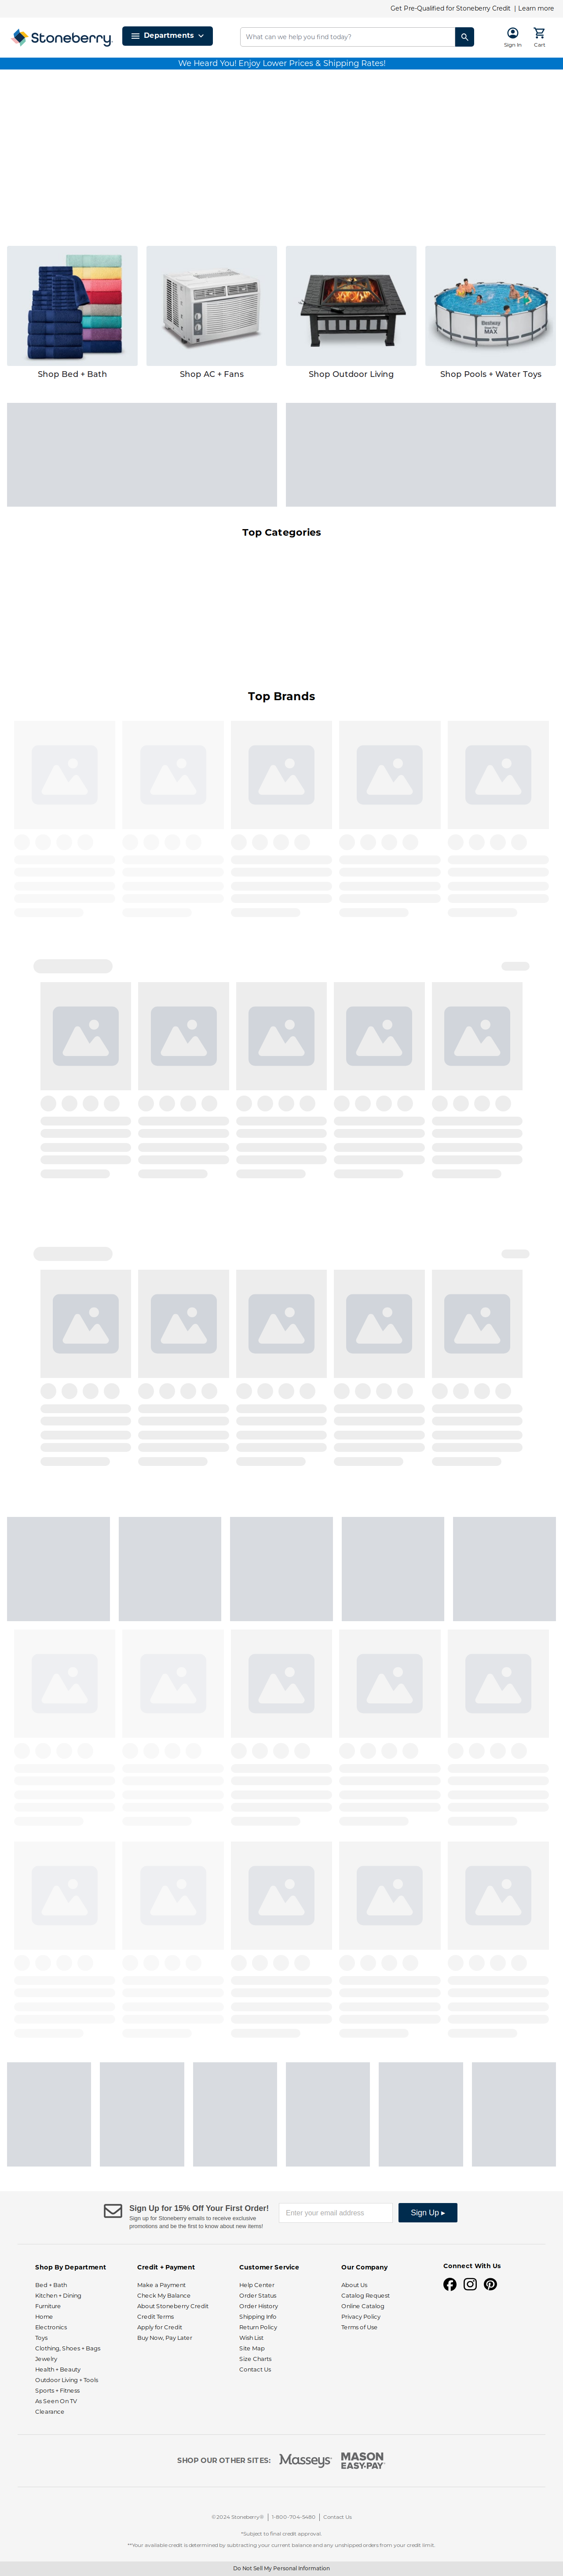 Get Pre-Qualified for Stoneberry Credit | Learn more
Stoneberry.
Departments
What can we help you find today?
Sign In
Cart
We Heard You! Enjoy Lower Prices & Shipping Rates!
Shop Bed + Bath
Shop AC + Fans
Shop Outdoor Living
Shop Pools + Water Toys
Top Categories
Top Brands
Sign Up for 15% Off Your First Order!
Sign up for Stoneberry emails to receive exclusive
promotions and be the first to know about new items!
Enter your email address
Sign Up ▸
Shop By Department
Bed + Bath
Kitchen + Dining
Furniture
Home
Electronics
Toys
Clothing, Shoes + Bags
Jewelry
Health + Beauty
Outdoor Living + Tools
Sports + Fitness
As Seen On TV
Clearance
Credit + Payment
Make a Payment
Check My Balance
About Stoneberry Credit
Credit Terms
Apply for Credit
Buy Now, Pay Later
Customer Service
Help Center
Order Status
Order History
Shipping Info
Return Policy
Wish List
Site Map
Size Charts
Contact Us
Our Company
About Us
Catalog Request
Online Catalog
Privacy Policy
Terms of Use
Connect With Us
SHOP OUR OTHER SITES:
Masseys
MASON
EASY-PAY
©2024 Stoneberry® | 1-800-704-5480 | Contact Us
*Subject to final credit approval.
**Your available credit is determined by subtracting your current balance and any unshipped orders from your credit limit.
Do Not Sell My Personal Information